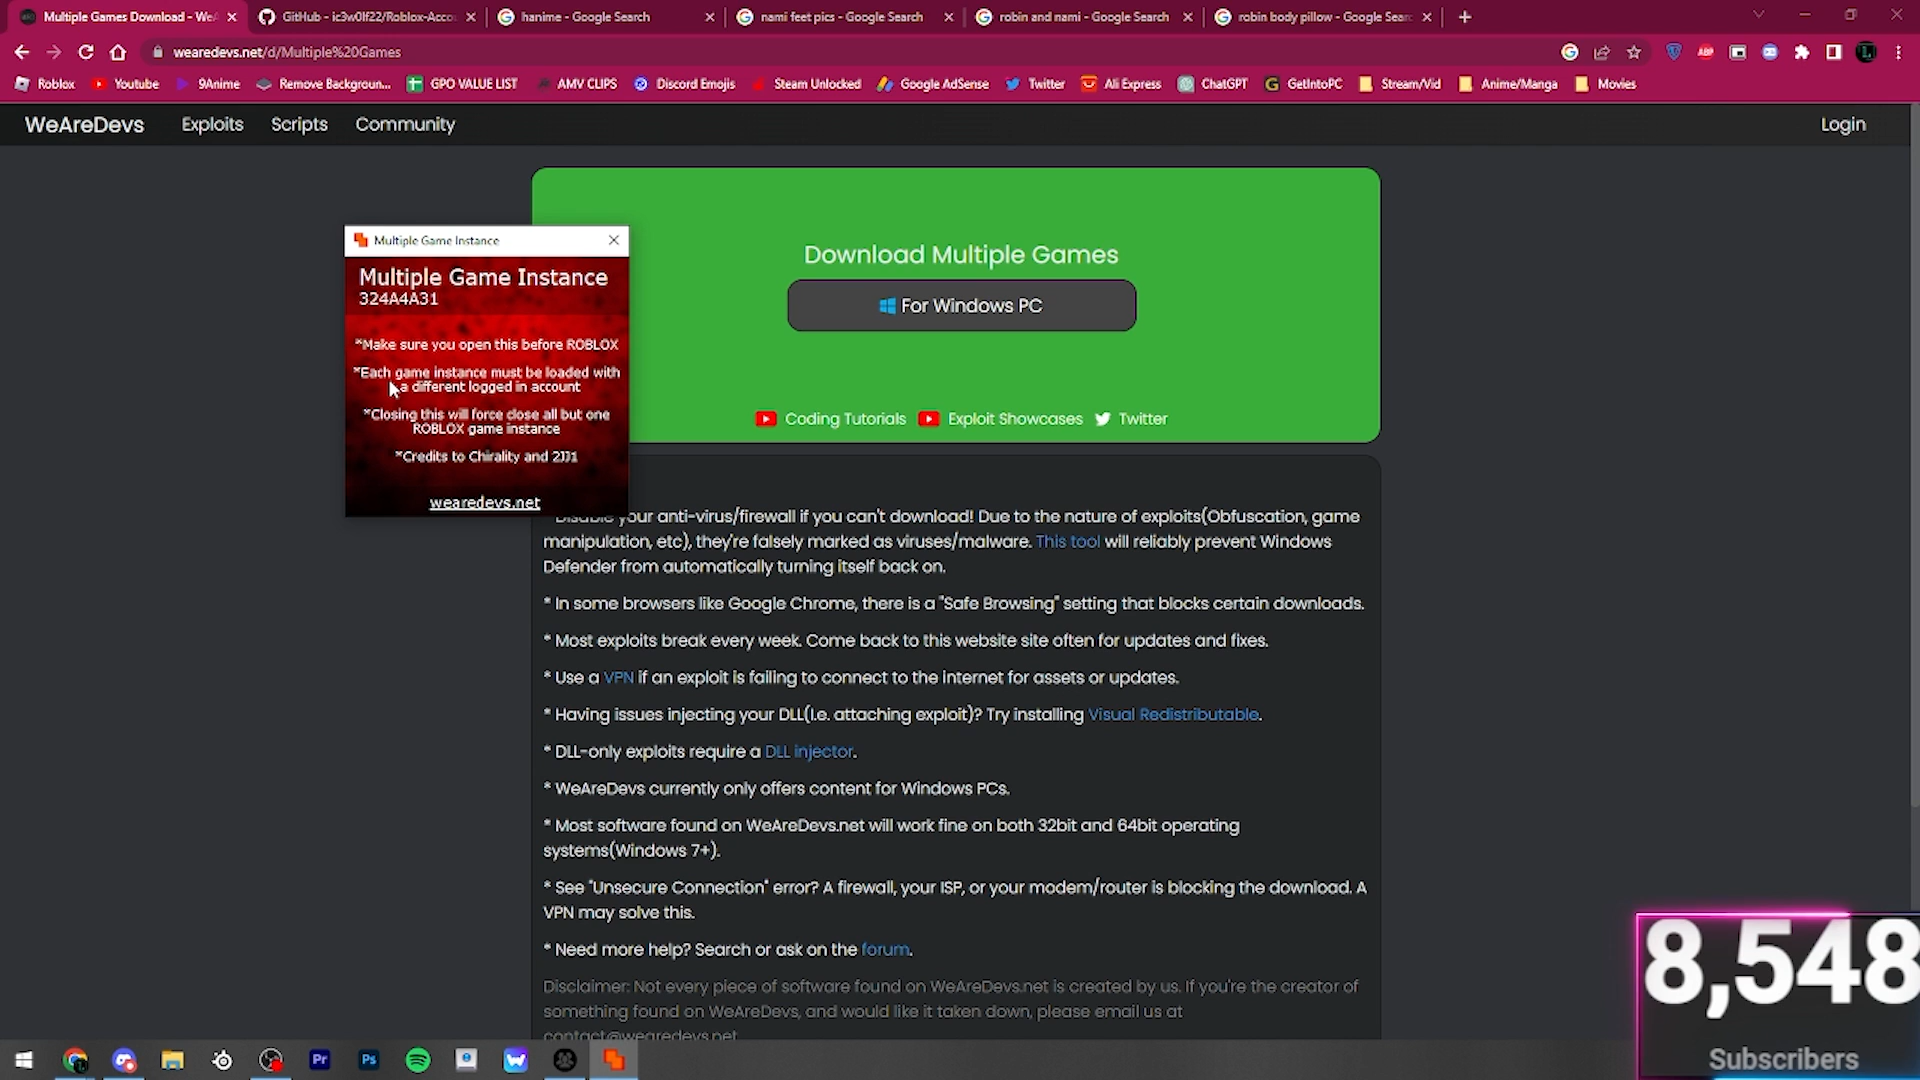 Multiple Games Download - WeA
GitHub - ic3w0lf22/Roblox-Acco
hanime - Google Search
nami feet pics - Google Search
robin and nami - Google Search
robin body pillow - Google Sear
wearedevs.net/d/Multiple%20Games
Roblox
Youtube
9Anime
Remove Backgroun...
GPO VALUE LIST
AMV CLIPS
Discord Emojis
Steam Unlocked
Google AdSense
Twitter
Ali Express
ChatGPT
GetIntoPC
Stream/Vid
Anime/Manga
Movies
WeAreDevs
Exploits
Scripts
Community
Login
Multiple Game Instance
Multiple Game Instance
324A4A31
*Make sure you open this before ROBLOX
*Each game instance must be loaded with
a different logged in account
*Closing this will force close all but one
ROBLOX game instance
*Credits to Chirality and 2JJ1
wearedevs.net
Download Multiple Games
For Windows PC
Coding Tutorials
Exploit Showcases
Twitter
* Disable your anti-virus/firewall if you can't download! Due to the nature of exploits(Obfuscation, game
manipulation, etc), they're falsely marked as viruses/malware. This tool will reliably prevent Windows
Defender from automatically turning itself back on.
* In some browsers like Google Chrome, there is a "Safe Browsing" setting that blocks certain downloads.
* Most exploits break every week. Come back to this website site often for updates and fixes.
* Use a VPN if an exploit is failing to connect to the internet for assets or updates.
* Having issues injecting your DLL(I.e. attaching exploit)? Try installing Visual Redistributable.
* DLL-only exploits require a DLL injector.
* WeAreDevs currently only offers content for Windows PCs.
* Most software found on WeAreDevs.net will work fine on both 32bit and 64bit operating
systems(Windows 7+).
* See "Unsecure Connection" error? A firewall, your ISP, or your modem/router is blocking the download. A
VPN may solve this.
* Need more help? Search or ask on the forum.
Disclaimer: Not every piece of software found on WeAreDevs.net is created by us. If you're the creator of
something found on WeAreDevs, and would like it taken down, please email us at
contact@wearedevs.net
8,548
Subscribers
Pr
Ps